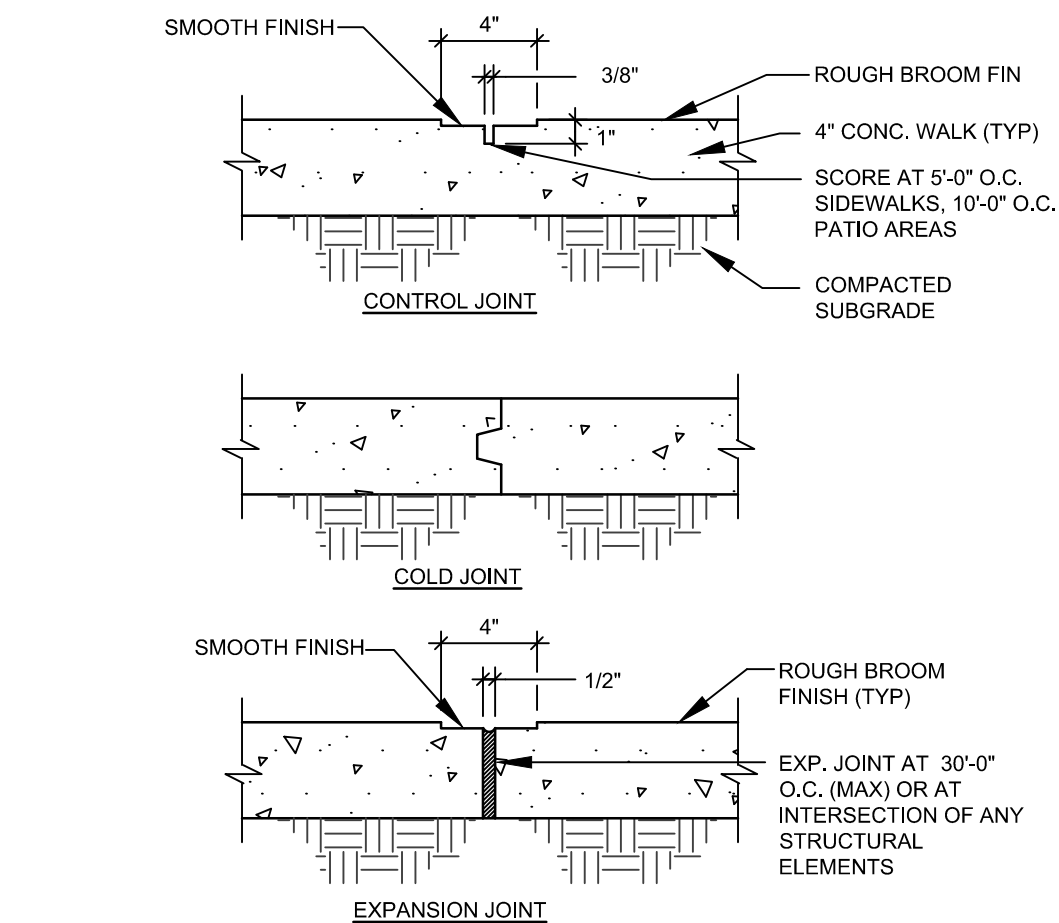 SMOOTH FINISH
4"
3/8"
1"
ROUGH BROOM FIN
4" CONC. WALK (TYP)
SCORE AT 5'-0" O.C.
SIDEWALKS, 10'-0" O.C.
PATIO AREAS
COMPACTED
SUBGRADE
CONTROL JOINT
COLD JOINT
SMOOTH FINISH
4"
1/2"
ROUGH BROOM
FINISH (TYP)
EXP. JOINT AT 30'-0"
O.C. (MAX) OR AT
INTERSECTION OF ANY
STRUCTURAL
ELEMENTS
EXPANSION JOINT